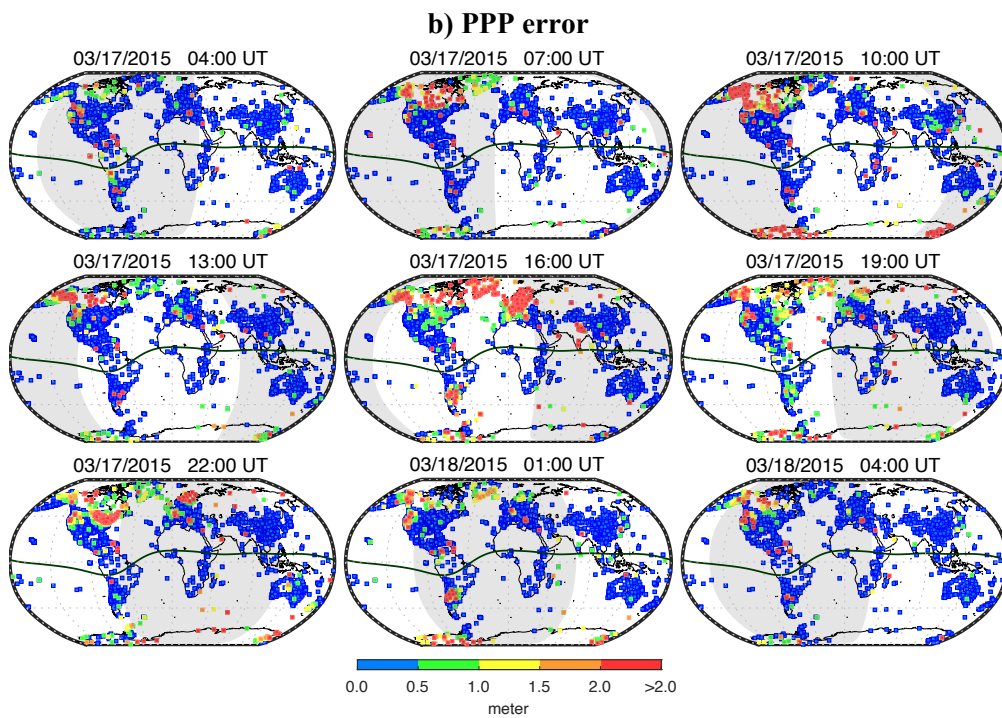 b) PPP error
03/17/2015 04:00 UT
03/17/2015 07:00 UT
03/17/2015 10:00 UT
03/17/2015 13:00 UT
03/17/2015 16:00 UT
03/17/2015 19:00 UT
03/17/2015 22:00 UT
03/18/2015 01:00 UT
03/18/2015 04:00 UT
0.0 0.5 1.0 1.5 2.0 >2.0
meter